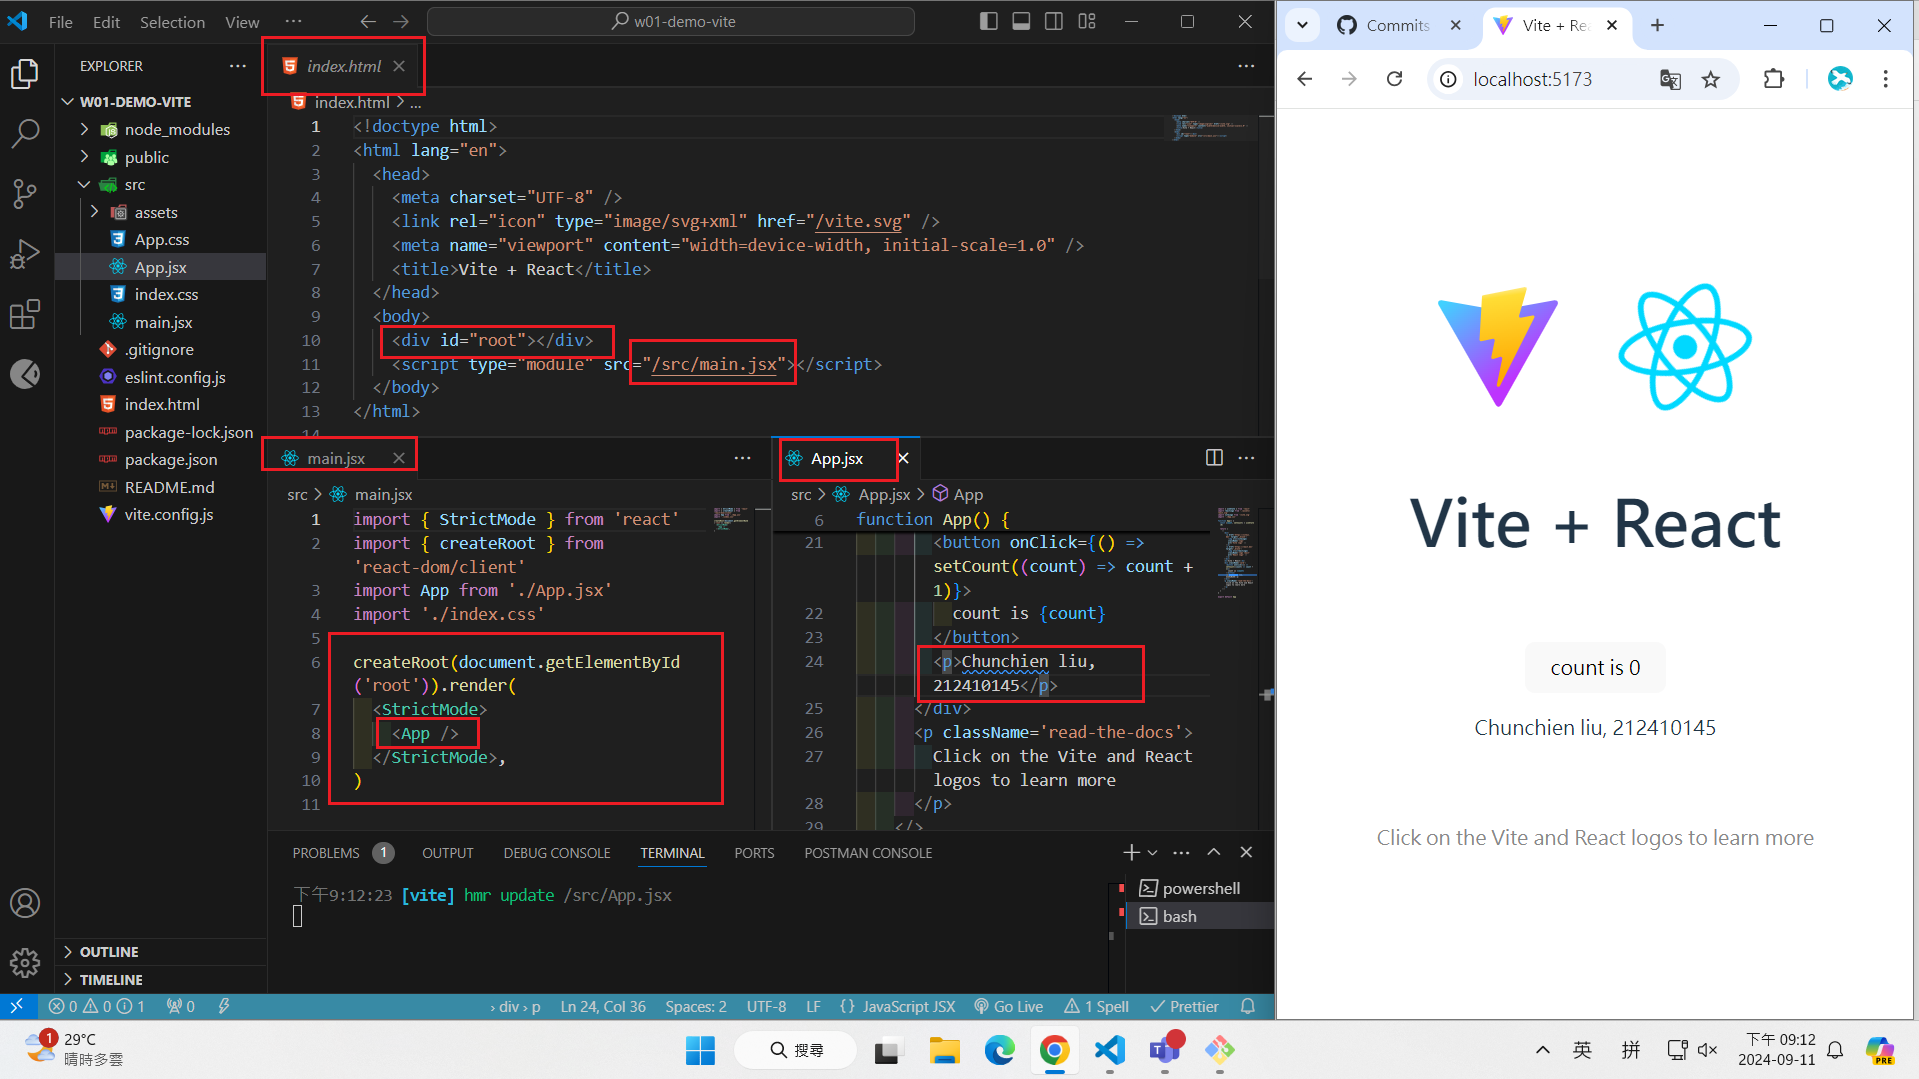 File Edit Selection View ··· w01-demo-vite
EXPLORER ···
W01-DEMO-VITE
node_modules
public
src
assets
App.css
App.jsx
index.css
main.jsx
.gitignore
eslint.config.js
index.html
package-lock.json
package.json
README.md
vite.config.js
OUTLINE
TIMELINE
index.html
index.html > ...
1 <!doctype html>
2 <html lang="en">
3 <head>
4 <meta charset="UTF-8" />
5 <link rel="icon" type="image/svg+xml" href="/vite.svg" />
6 <meta name="viewport" content="width=device-width, initial-scale=1.0" />
7 <title>Vite + React</title>
8 </head>
9 <body>
10 <div id="root"></div>
11 <script type="module" src="/src/main.jsx"></script>
12 </body>
13 </html>
14
main.jsx
src > main.jsx
1 import { StrictMode } from 'react'
2 import { createRoot } from
'react-dom/client'
3 import App from './App.jsx'
4 import './index.css'
5
6 createRoot(document.getElementById
('root')).render(
7 <StrictMode>
8 <App />
9 </StrictMode>,
10 )
11
App.jsx
src > App.jsx > App
6 function App() {
21 <button onClick={() =>
setCount((count) => count +
1)}>
22 count is {count}
23 </button>
24 <p>Chunchien liu,
212410145</p>
25 </div>
26 <p className='read-the-docs'>
27 Click on the Vite and React
logos to learn more
28 </p>
29 </>
PROBLEMS 1 OUTPUT DEBUG CONSOLE TERMINAL PORTS POSTMAN CONSOLE
下午9:12:23 [vite] hmr update /src/App.jsx
powershell
bash
0 0 1 0 › div › p Ln 24, Col 36 Spaces: 2 UTF-8 LF {} JavaScript JSX Go Live 1 Spell Prettier
Commits Vite + Re
localhost:5173
Vite + React
count is 0
Chunchien liu, 212410145
Click on the Vite and React logos to learn more
1 29°C
晴時多雲
搜尋
英 拼
下午 09:12
2024-09-11
PRE